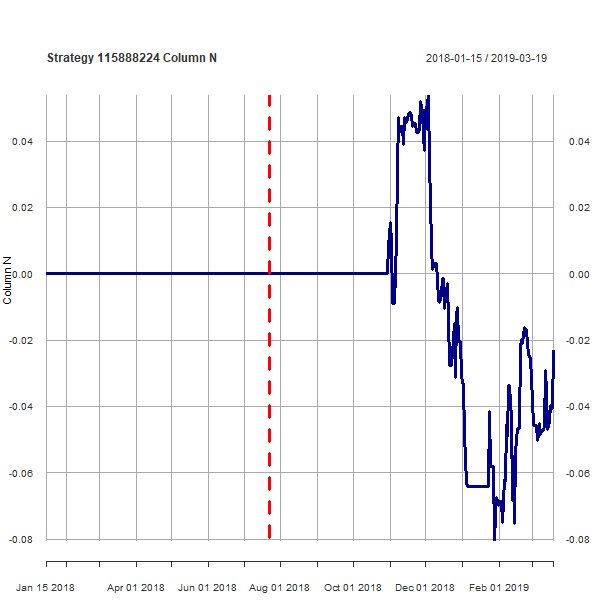 Strategy 115888224 Column N
2018-01-15 / 2019-03-19
Column N
0.04 0.04
0.02 0.02
0.00 0.00
-0.02 -0.02
-0.04 -0.04
-0.06 -0.06
-0.08 -0.08
Jan 15 2018 Apr 01 2018 Jun 01 2018 Aug 01 2018 Oct 01 2018 Dec 01 2018 Feb 01 2019